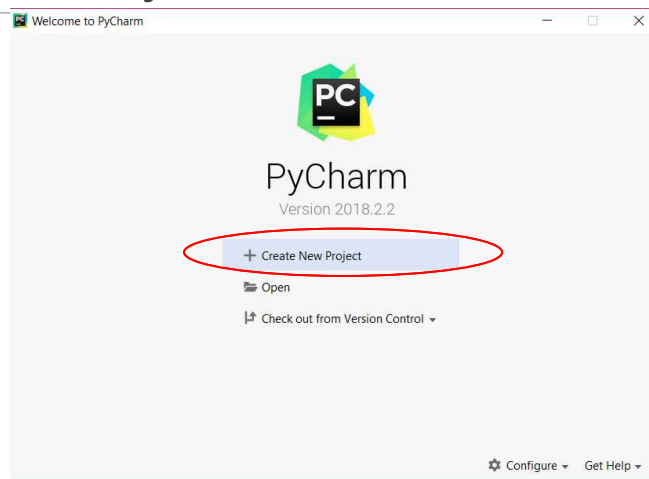 Welcome to PyCharm
PC
PyCharm
Version 2018.2.2
Create New Project
Open
Check out from Version Control
Configure
Get Help